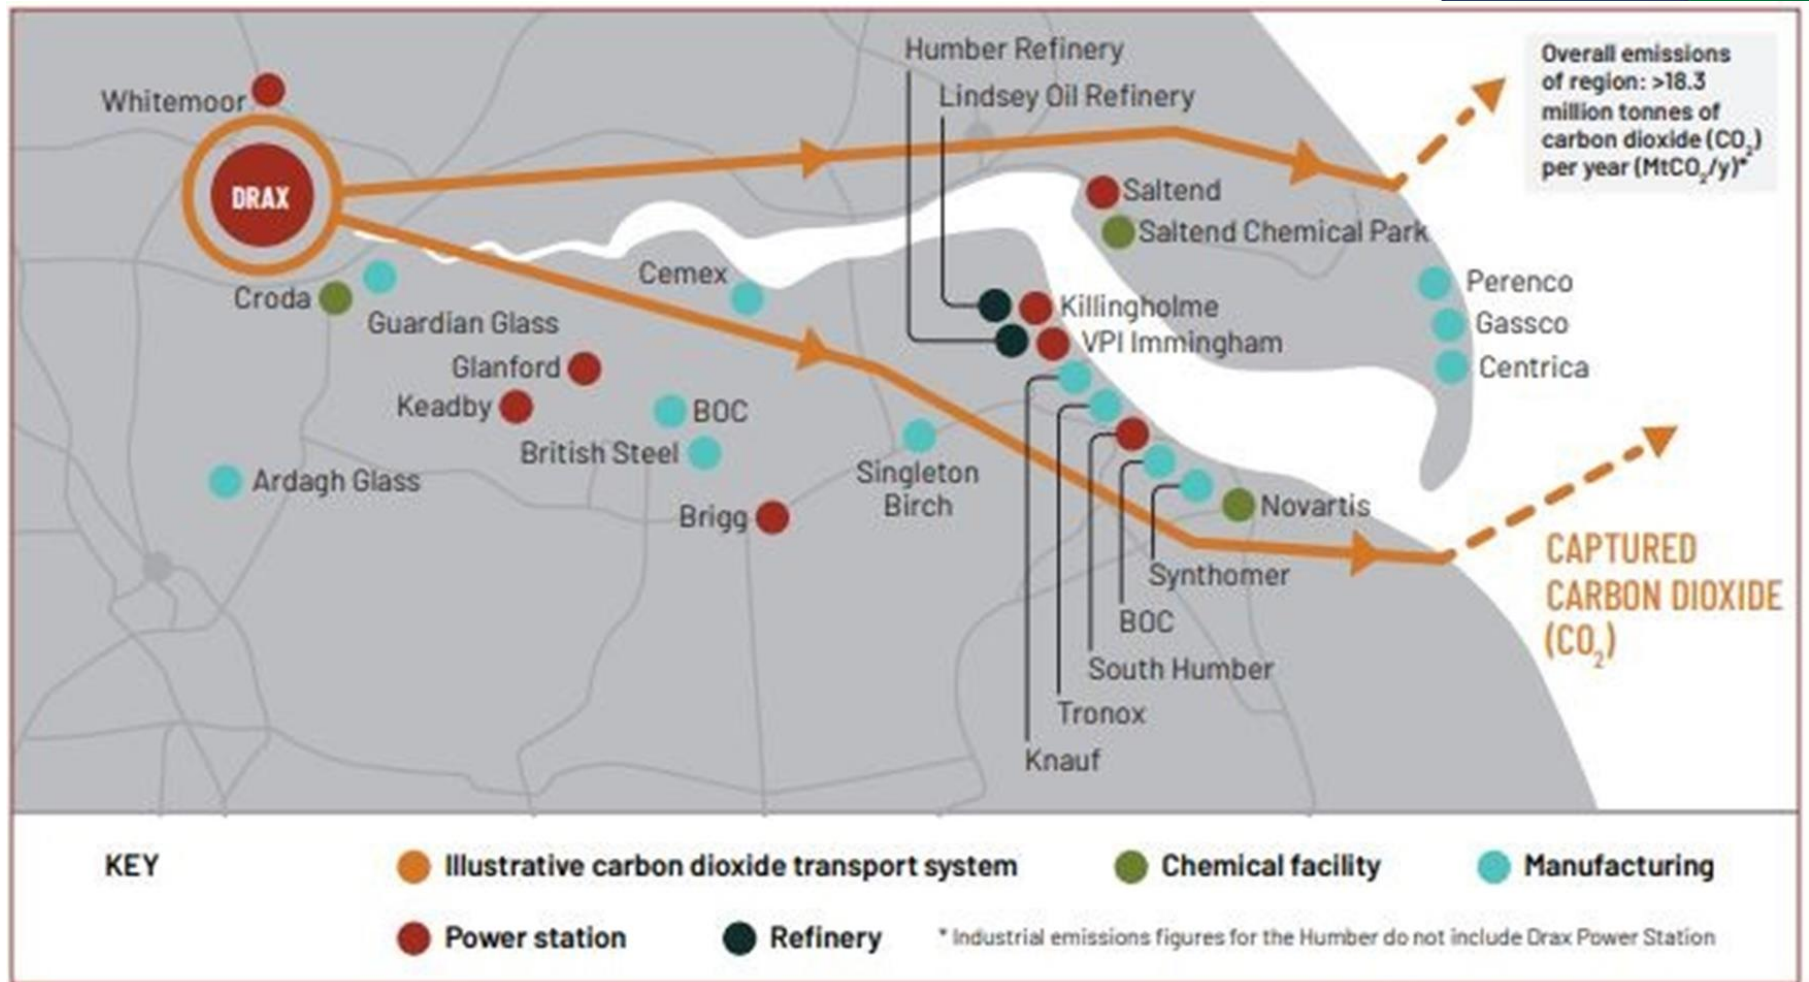 Humber Refinery
Lindsey Oil Refinery
Whitemoor
DRAX
Overall emissions
of region: >18.3
million tonnes of
carbon dioxide (CO₂)
per year (MtCO₂/y)*
Saltend
Saltend Chemical Park
Cemex
Croda
Guardian Glass
Killingholme
VPI Immingham
Perenco
Gassco
Centrica
Glanford
Keadby
BOC
British Steel
Ardagh Glass
Singleton
Birch
Brigg
Novartis
Synthomer
BOC
South Humber
Tronox
Knauf
CAPTURED
CARBON DIOXIDE
(CO₂)
KEY
Illustrative carbon dioxide transport system
Chemical facility
Manufacturing
Power station
Refinery
* Industrial emissions figures for the Humber do not include Drax Power Station